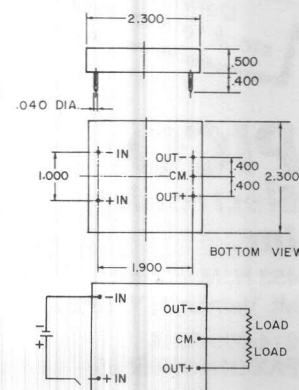 2.300
.500
.400
.040 DIA.
-IN
OUT-
.400
1.000
CM.
2.300
.400
+IN
OUT+
BOTTOM VIEW
1.900
-IN
OUT-
LOAD
-
CM.
+
LOAD
OUT+
+IN